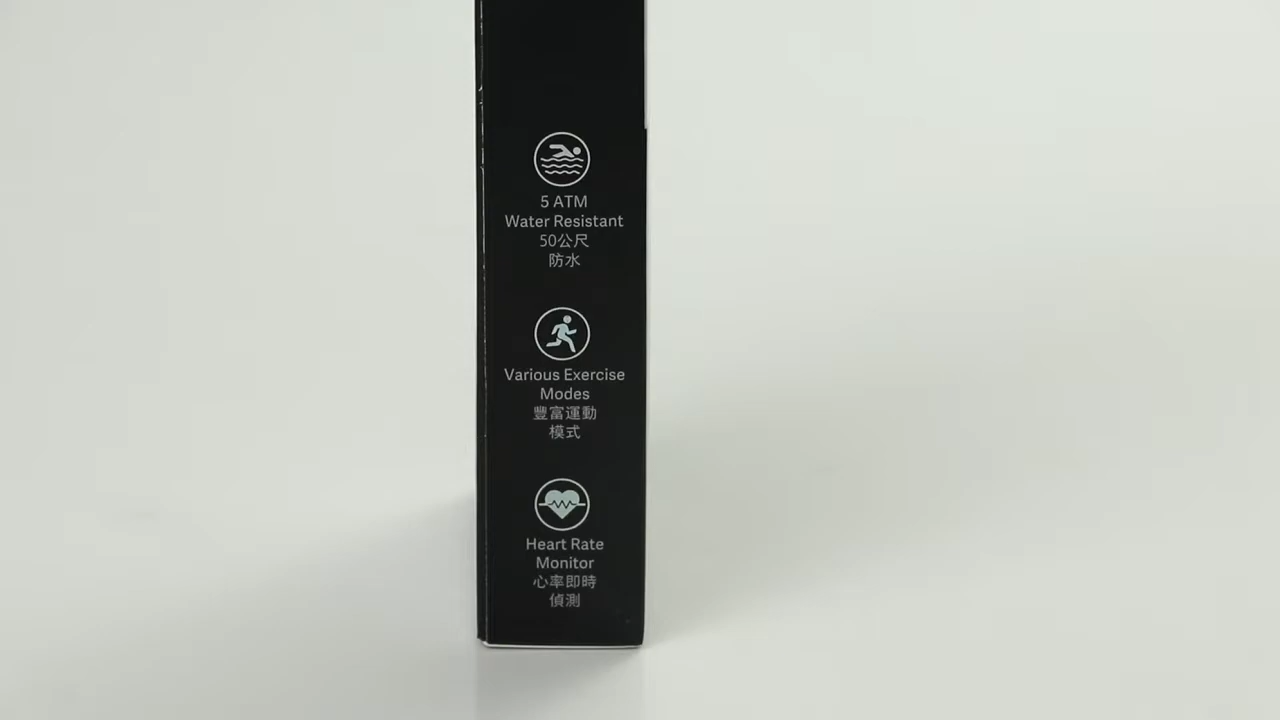 5 ATM
Water Resistant
50公尺
防水
Various Exercise
Modes
豐富運動
模式
Heart Rate
Monitor
心率即時
偵測